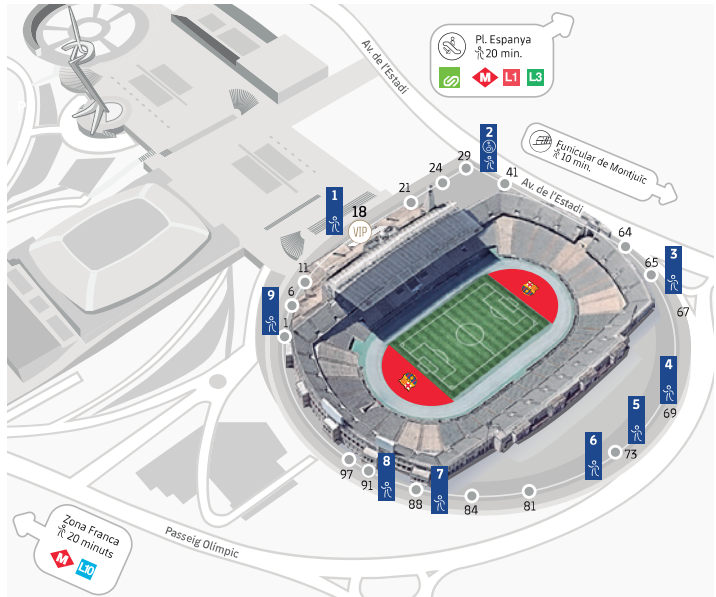 Av. de l'Estadi
Pl. Espanya
20 min.
M L1 L3
Funicular de Montjuïc
10 min.
Av. de l'Estadi
2
29
24
41
21
1
18
VIP
64
3
65
11
67
6
9
1
4
69
5
6
73
97
91
8
7
88
84
81
Zona Franca
20 minuts
M L10
Passeig Olímpic